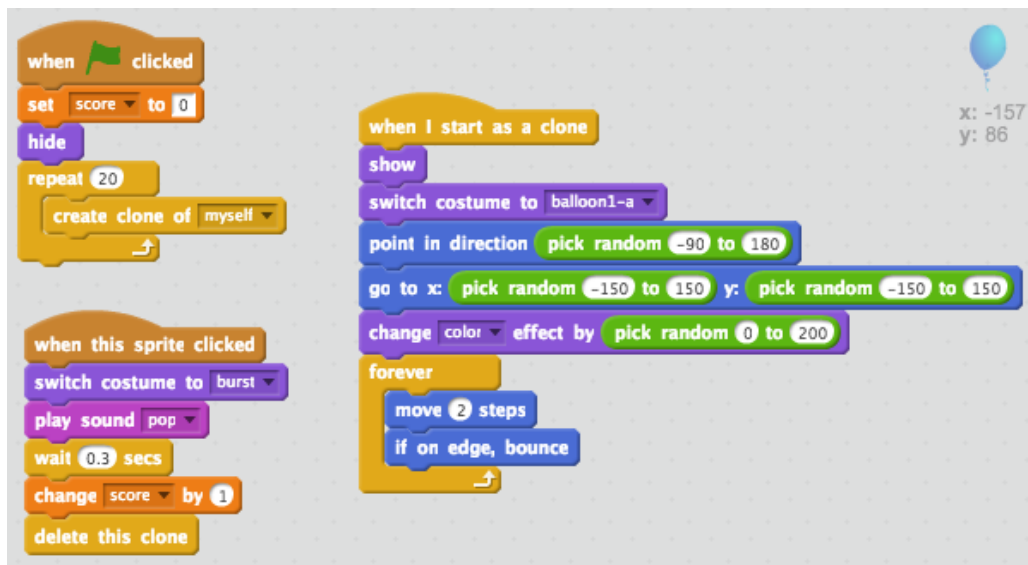 when clicked
set score to 0
hide
repeat 20
create clone of myself
when this sprite clicked
switch costume to burst
play sound pop
wait 0.3 secs
change score by 1
delete this clone
when I start as a clone
show
switch costume to balloon1-a
point in direction pick random -90 to 180
go to x: pick random -150 to 150 y: pick random -150 to 150
change color effect by pick random 0 to 200
forever
move 2 steps
if on edge, bounce
x: -157
y: 86